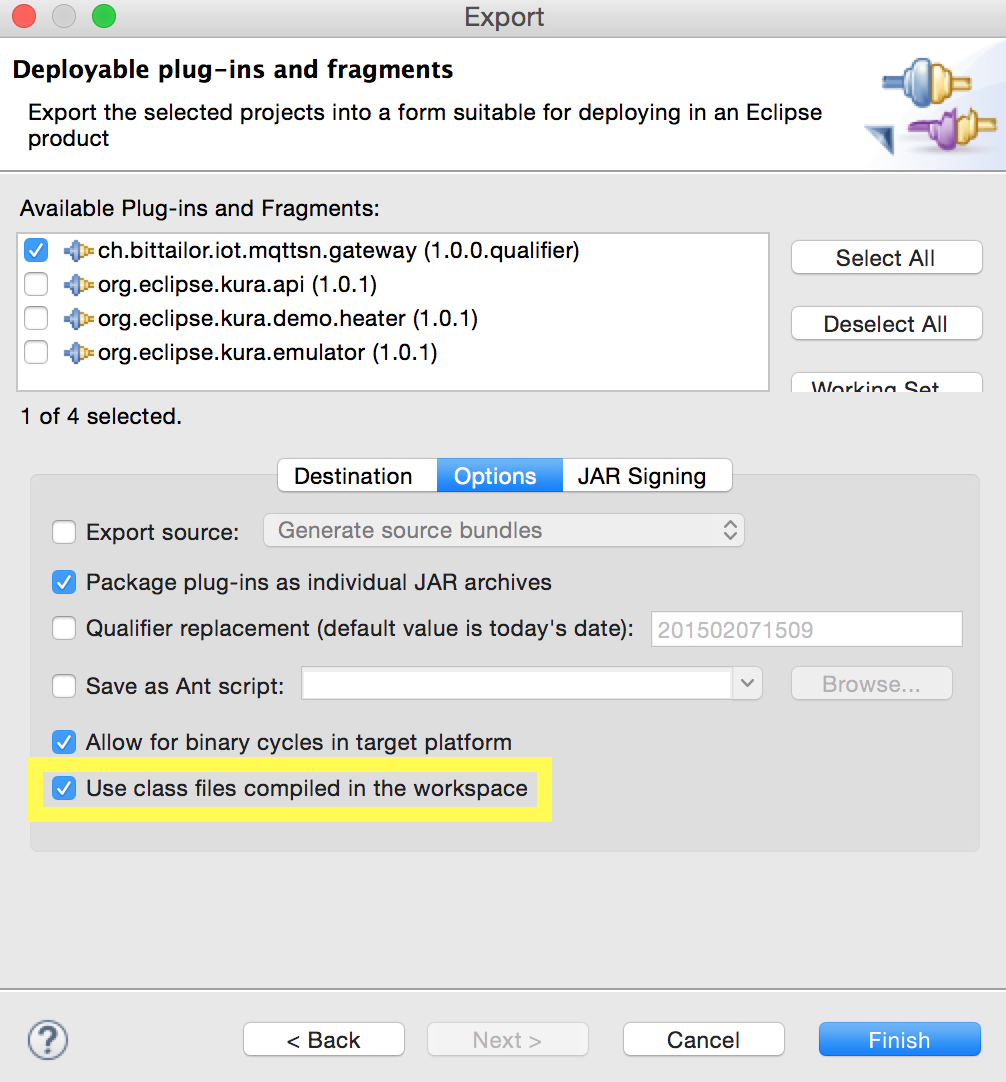 Export
Deployable plug-ins and fragments
Export the selected projects into a form suitable for deploying in an Eclipse
product
Available Plug-ins and Fragments:
ch.bittailor.iot.mqttsn.gateway (1.0.0.qualifier)
org.eclipse.kura.api (1.0.1)
org.eclipse.kura.demo.heater (1.0.1)
org.eclipse.kura.emulator (1.0.1)
Select All
Deselect All
Working Set...
1 of 4 selected.
Destination Options JAR Signing
Export source: Generate source bundles
Package plug-ins as individual JAR archives
Qualifier replacement (default value is today's date): 201502071509
Save as Ant script: Browse...
Allow for binary cycles in target platform
Use class files compiled in the workspace
? < Back Next > Cancel Finish